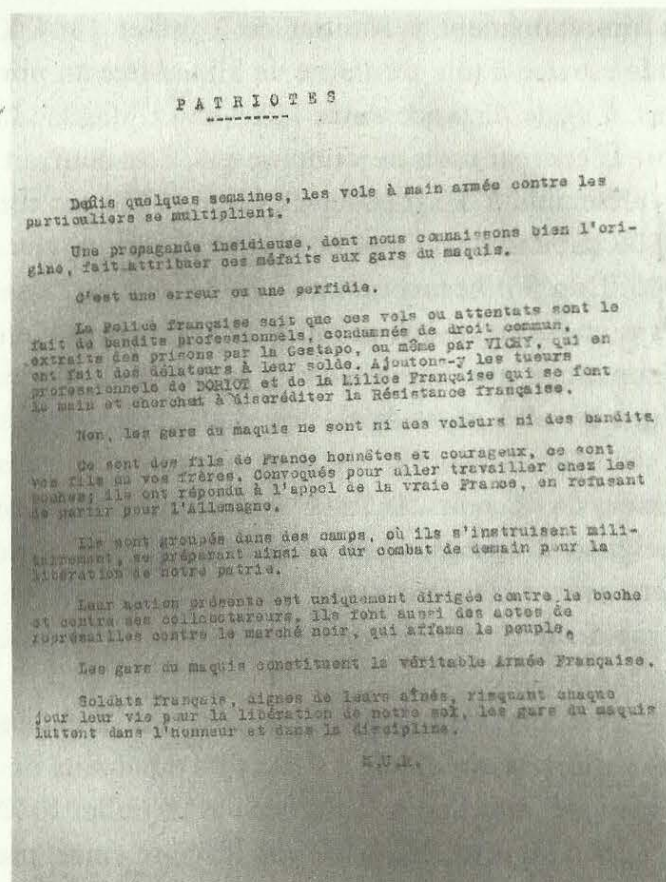 PATRIOTES
---------
Depuis quelques semaines, les vols à main armée contre les
particuliers se multiplient.
Une propagande insidieuse, dont nous connaissons bien l'ori-
gine, fait attribuer ces méfaits aux gars du maquis.
C'est une erreur ou une perfidie.
La Police française sait que ces vols ou attentats sont le
fait de bandits professionnels, condamnés de droit commun,
extraits des prisons par la Gestapo, ou même par VICHY, qui en
ont fait des délateurs à leur solde. Ajoutons-y les tueurs
professionnels de DORIOT et de la Lilice Française qui se font
la main et cherchet à discréditer la Résistance française.
Non, les gars du maquis ne sont ni des voleurs ni des bandits
Ce sont des fils de France honnêtes et courageux, ce sont
vos fils ou vos frères. Convoqués pour aller travailler chez les
boches; ils ont répondu à l'appel de la vraie France, en refusant
de partir pour l'Allemagne.
Ils sont groupés dans des camps, où ils s'instruisent mili-
tairement, se préparant ainsi au dur combat de demain pour la
libération de notre patrie.
Leur action présente est uniquement dirigée contre le boche
et contre ses collaborateurs, ils font aussi des actes de
représailles contre le marché noir, qui affame le peuple.
Les gars du maquis constituent la véritable Armée Française.
Soldats français, dignes de leurs aînés, risquant chaque
jour leur vie pour la libération de notre sol, les gars du maquis
luttent dans l'honneur et dans la discipline.
M.U.R.